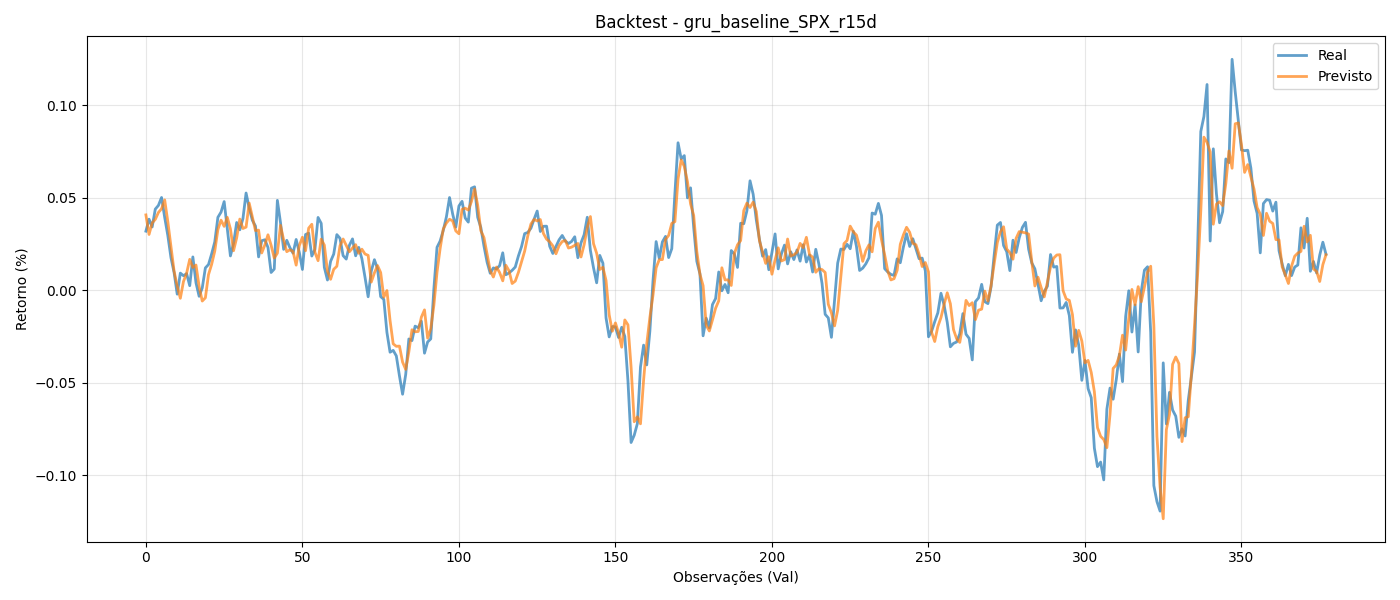 Backtest - gru_baseline_SPX_r15d
Real
Previsto
Retorno (%)
0.10
0.05
0.00
−0.05
−0.10
0 50 100 150 200 250 300 350
Observações (Val)